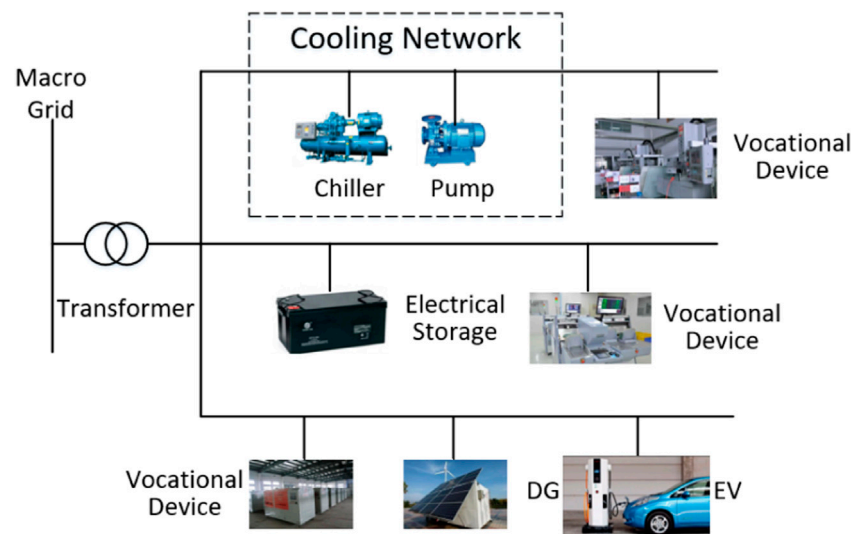 Cooling Network
Macro
Grid
Chiller
Pump
Vocational
Device
Transformer
Electrical
Storage
Vocational
Device
Vocational
Device
DG
EV